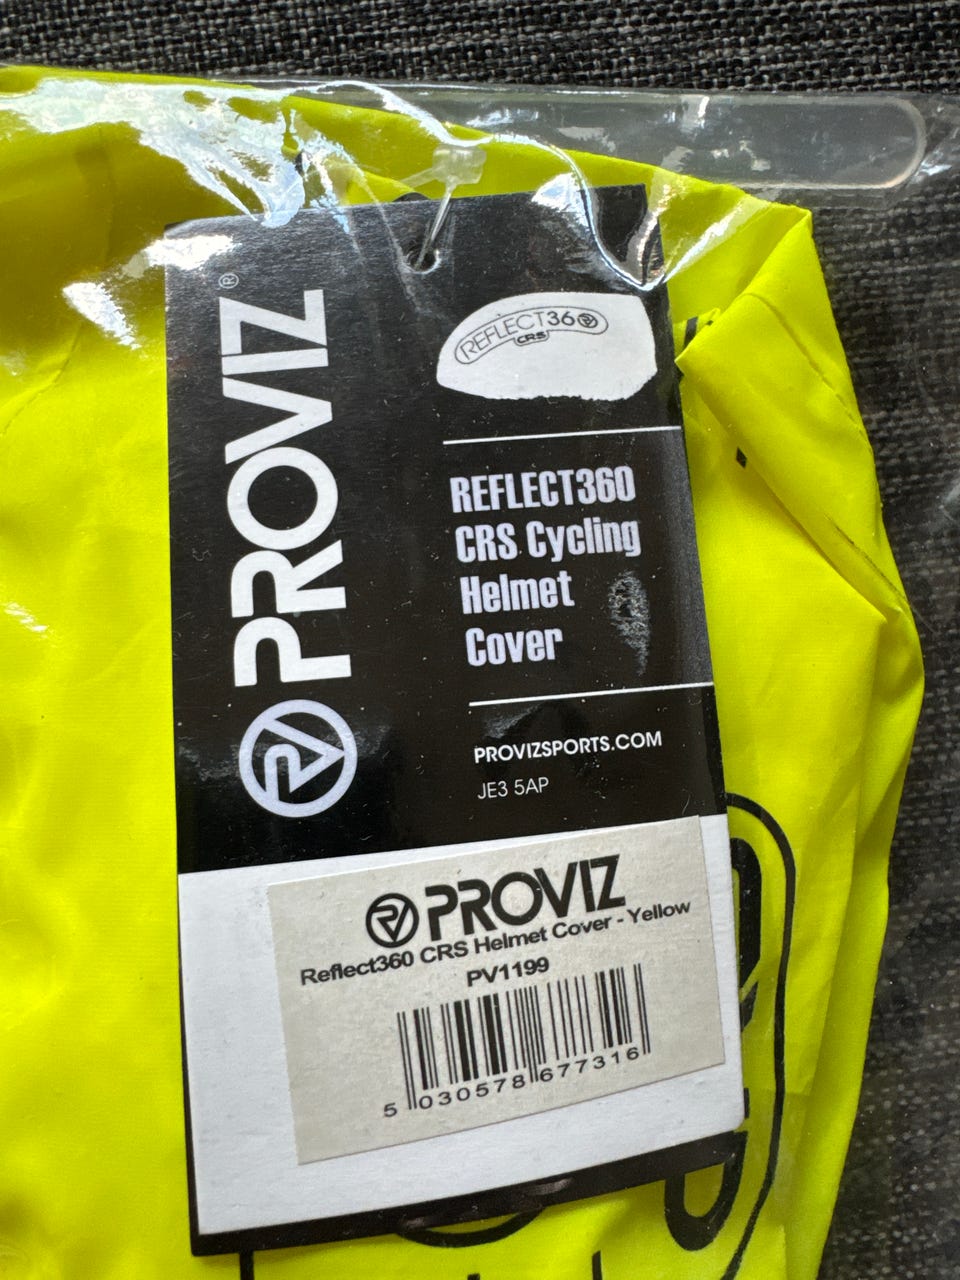 PROVIZ®
REFLECT360
CRS
REFLECT360
CRS Cycling
Helmet
Cover
PROVIZSPORTS.COM
JE3 5AP
PROVIZ
Reflect360 CRS Helmet Cover - Yellow
PV1199
5 030578 677316